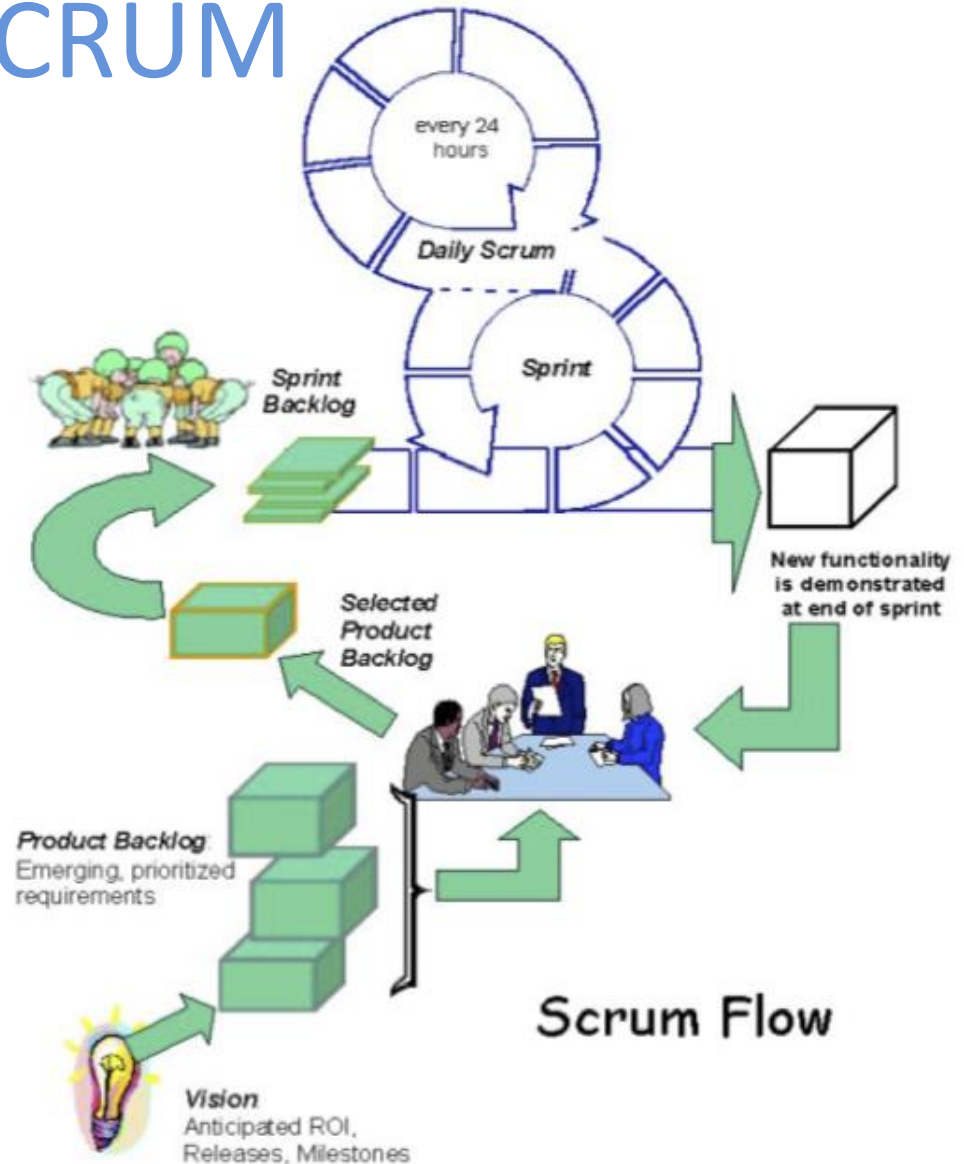 CRUM
every 24
hours
Daily Scrum
Sprint
Sprint
Backlog
New functionality
is demonstrated
at end of sprint
Selected
Product
Backlog
Product Backlog:
Emerging, prioritized
requirements
Scrum Flow
Vision
Anticipated ROI,
Releases, Milestones